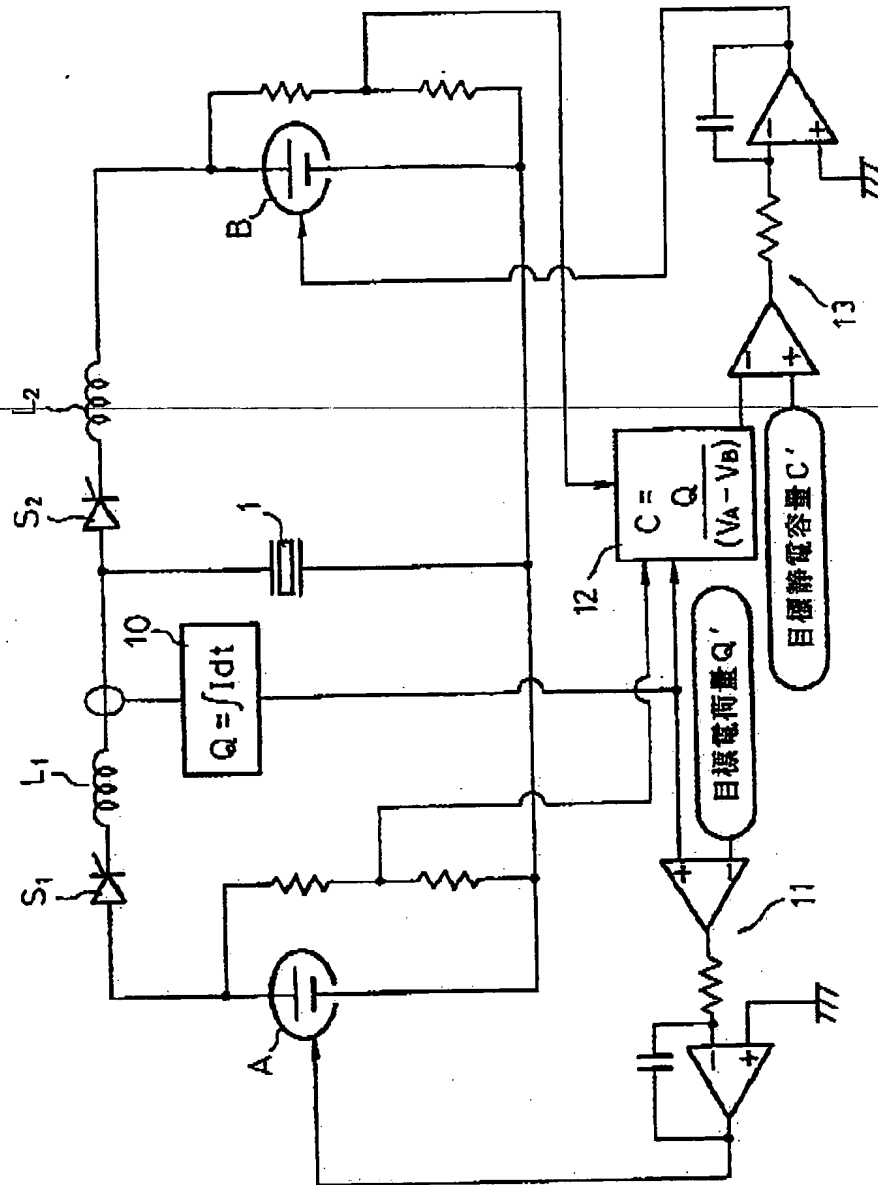 S₁
L₁
10
Q=∫Idt
S₂
L₂
1
A
B
12
C=
Q
(VA-VB)
11
目標電荷量Q′
目標静電容量C′
13
+
−
−
+
−
+
−
+